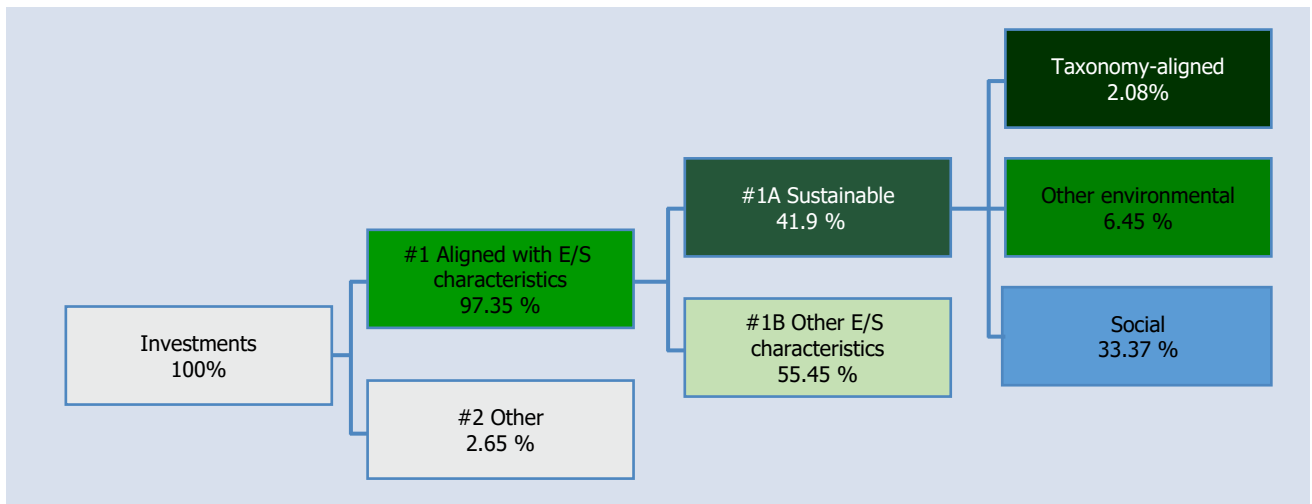 Investments
100%
#1 Aligned with E/S
characteristics
97.35 %
#2 Other
2.65 %
#1A Sustainable
41.9 %
#1B Other E/S
characteristics
55.45 %
Taxonomy-aligned
2.08%
Other environmental
6.45 %
Social
33.37 %